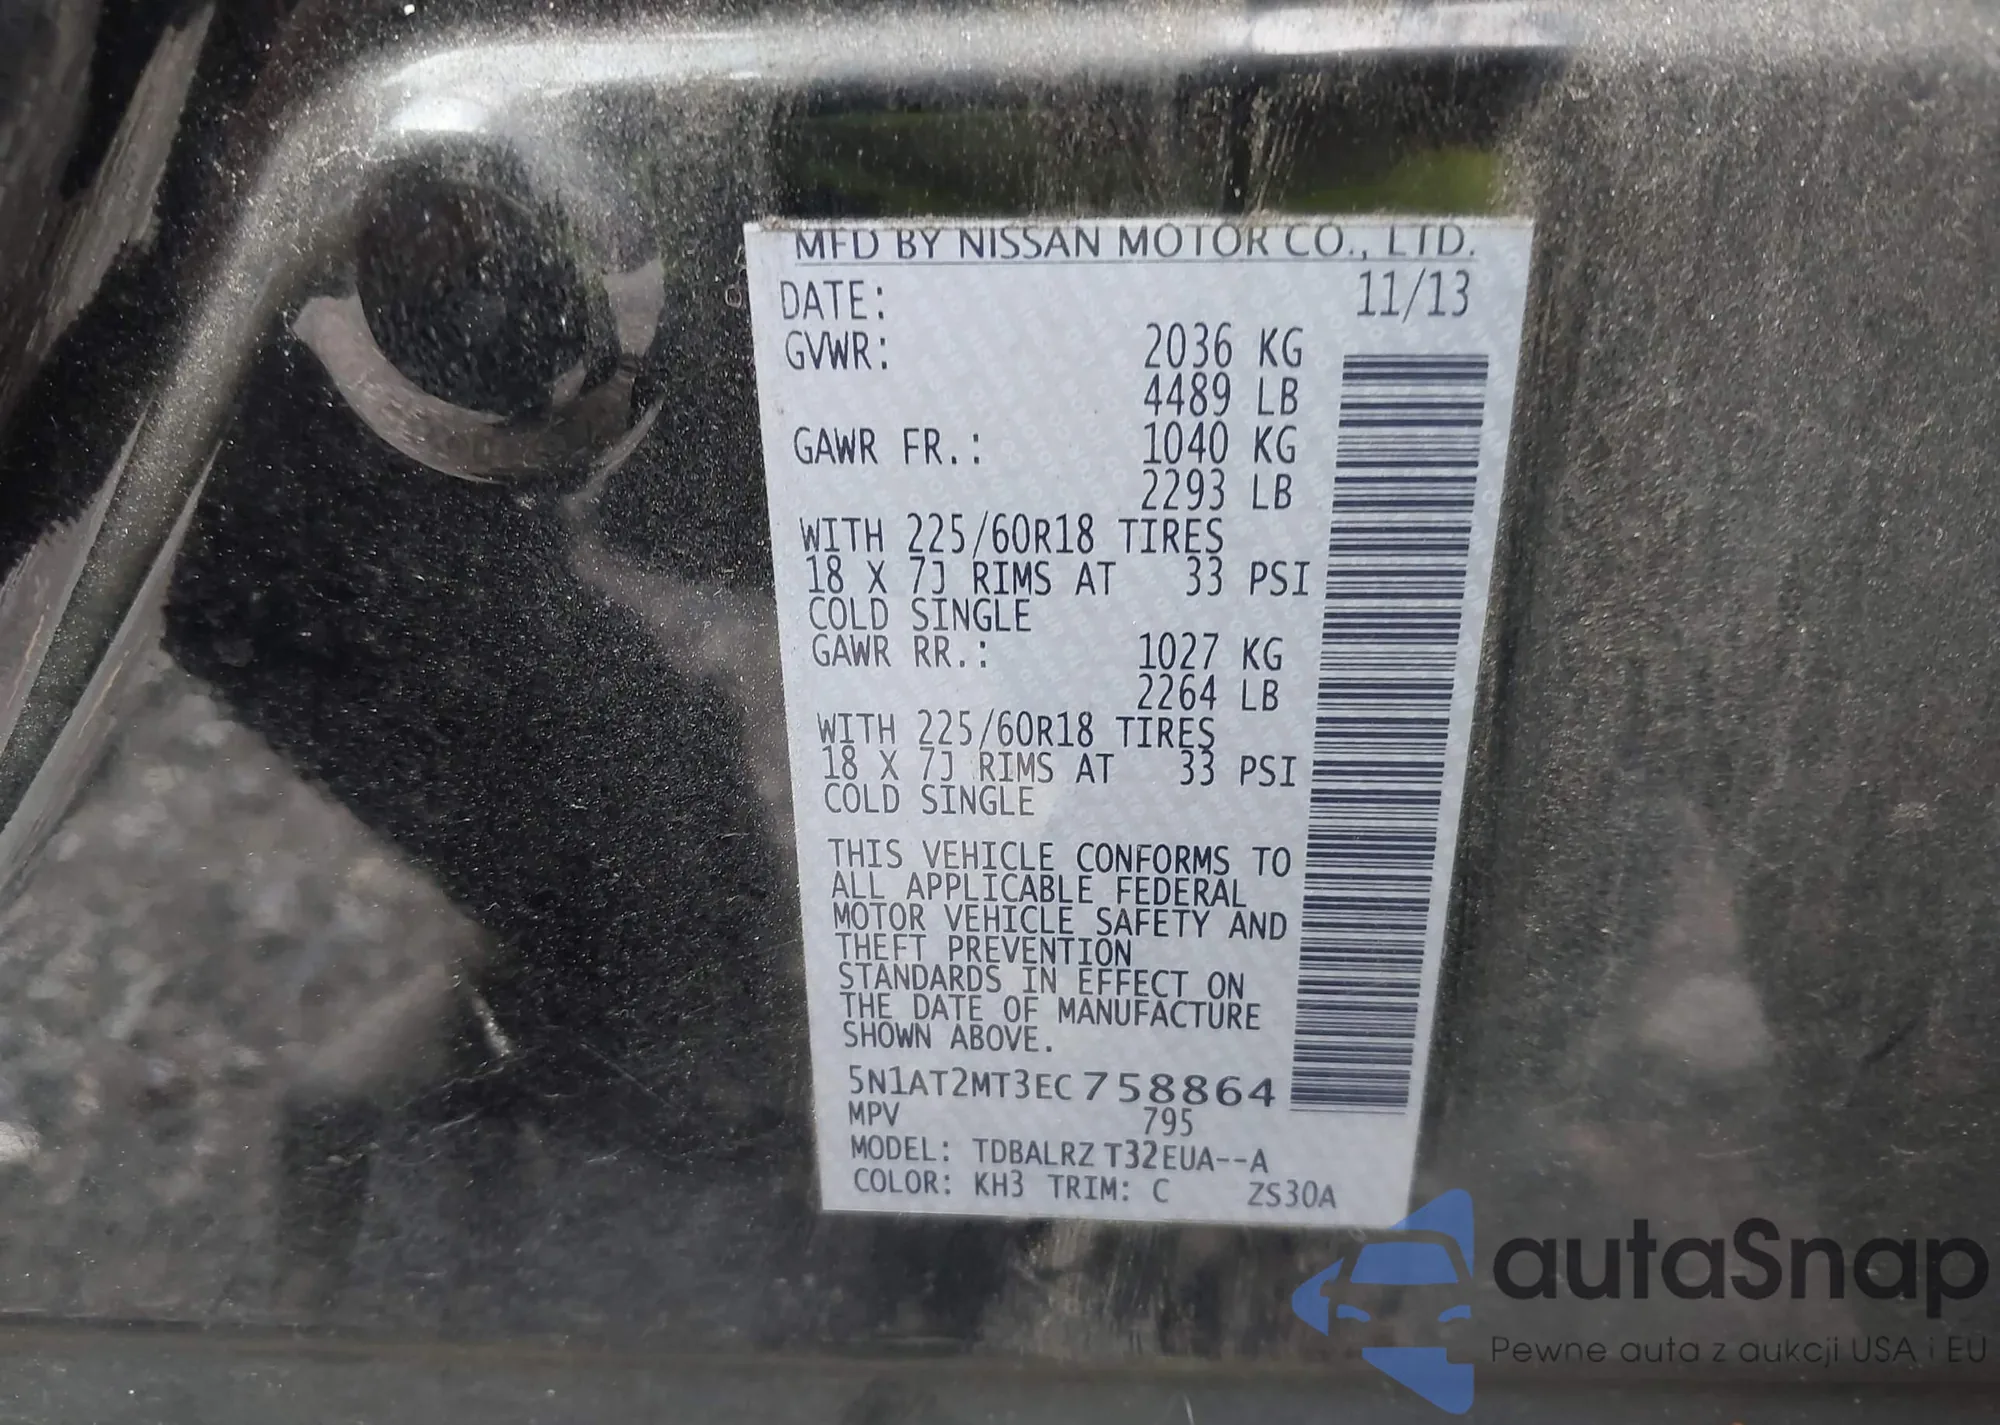 MFD BY NISSAN MOTOR CO., LTD.
DATE: 11/13
GVWR: 2036 KG
4489 LB
GAWR FR.: 1040 KG
2293 LB
WITH 225/60R18 TIRES
18 X 7J RIMS AT 33 PSI
COLD SINGLE
GAWR RR.: 1027 KG
2264 LB
WITH 225/60R18 TIRES
18 X 7J RIMS AT 33 PSI
COLD SINGLE
THIS VEHICLE CONFORMS TO
ALL APPLICABLE FEDERAL
MOTOR VEHICLE SAFETY AND
THEFT PREVENTION
STANDARDS IN EFFECT ON
THE DATE OF MANUFACTURE
SHOWN ABOVE.
5N1AT2MT3EC758864
MPV 795
MODEL: TDBALRZ T32EUA--A
COLOR: KH3 TRIM: C ZS30A
autaSnap
Pewne auta z aukcji USA i EU